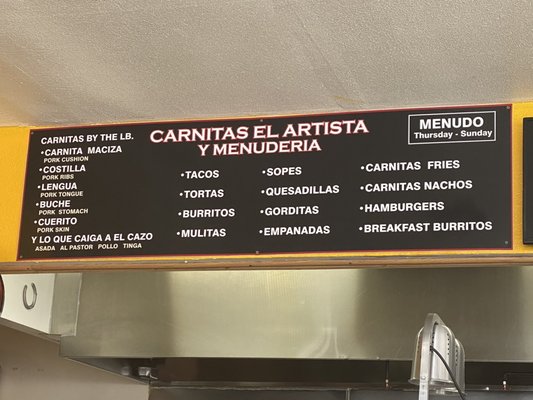 CARNITAS EL ARTISTA
Y MENUDERIA
MENUDO
Thursday - Sunday
CARNITAS BY THE LB.
•CARNITA MACIZA
PORK CUSHION
•COSTILLA
PORK RIBS
•LENGUA
PORK TONGUE
•BUCHE
PORK STOMACH
•CUERITO
PORK SKIN
Y LO QUE CAIGA A EL CAZO
ASADA AL PASTOR POLLO TINGA
•TACOS
•TORTAS
•BURRITOS
•MULITAS
•SOPES
•QUESADILLAS
•GORDITAS
•EMPANADAS
•CARNITAS FRIES
•CARNITAS NACHOS
•HAMBURGERS
•BREAKFAST BURRITOS